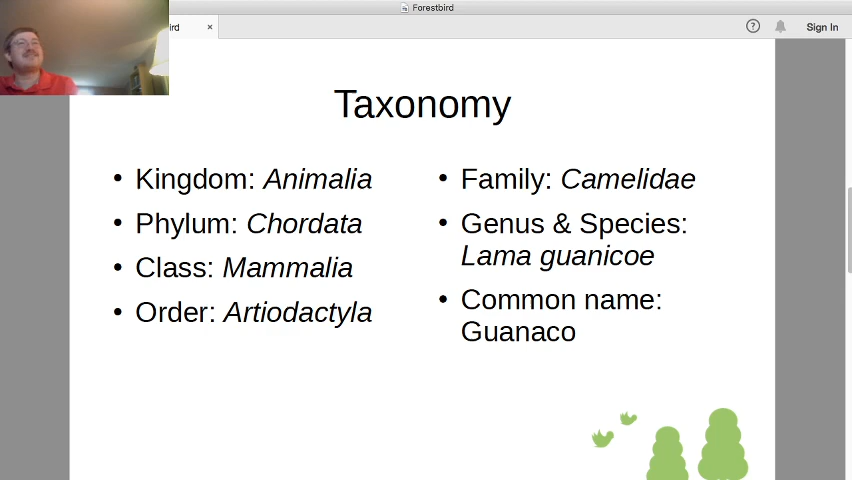 Forestbird
ird ×
? Sign In
Taxonomy
• Kingdom: Animalia
• Phylum: Chordata
• Class: Mammalia
• Order: Artiodactyla
• Family: Camelidae
• Genus & Species:
Lama guanicoe
• Common name:
Guanaco